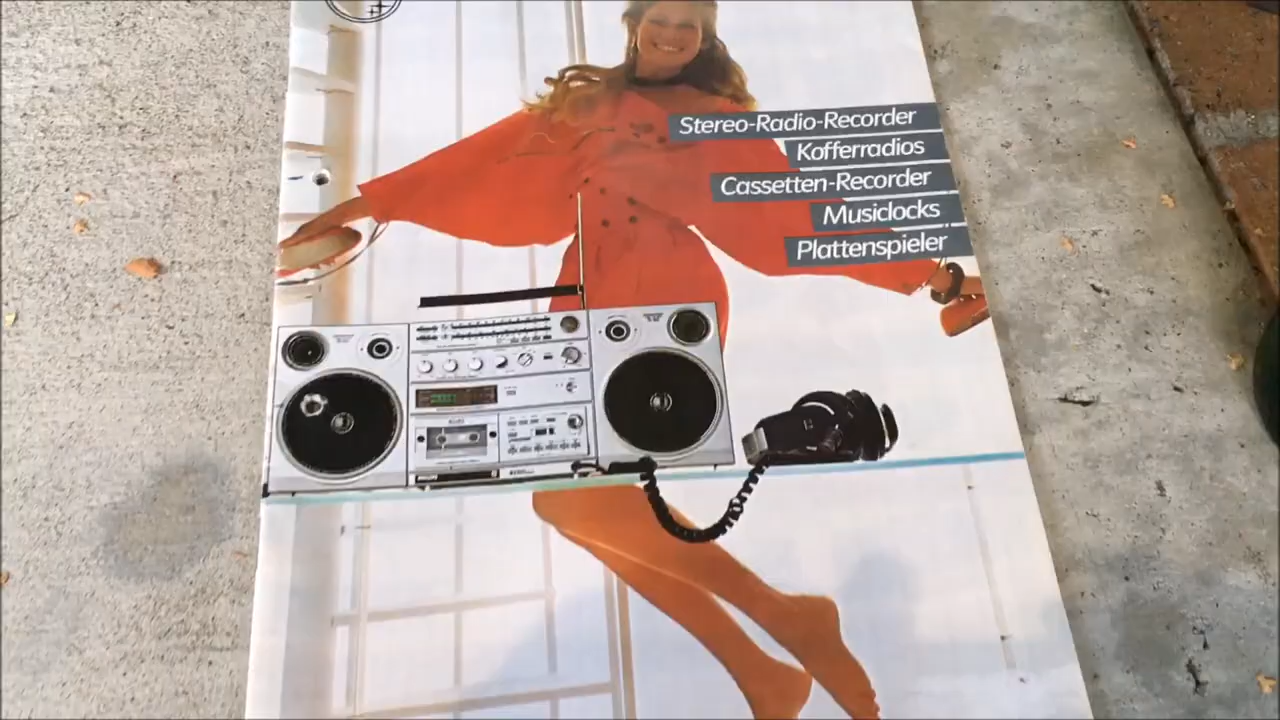 Stereo-Radio-Recorder
Kofferradios
Cassetten-Recorder
Musiclocks
Plattenspieler